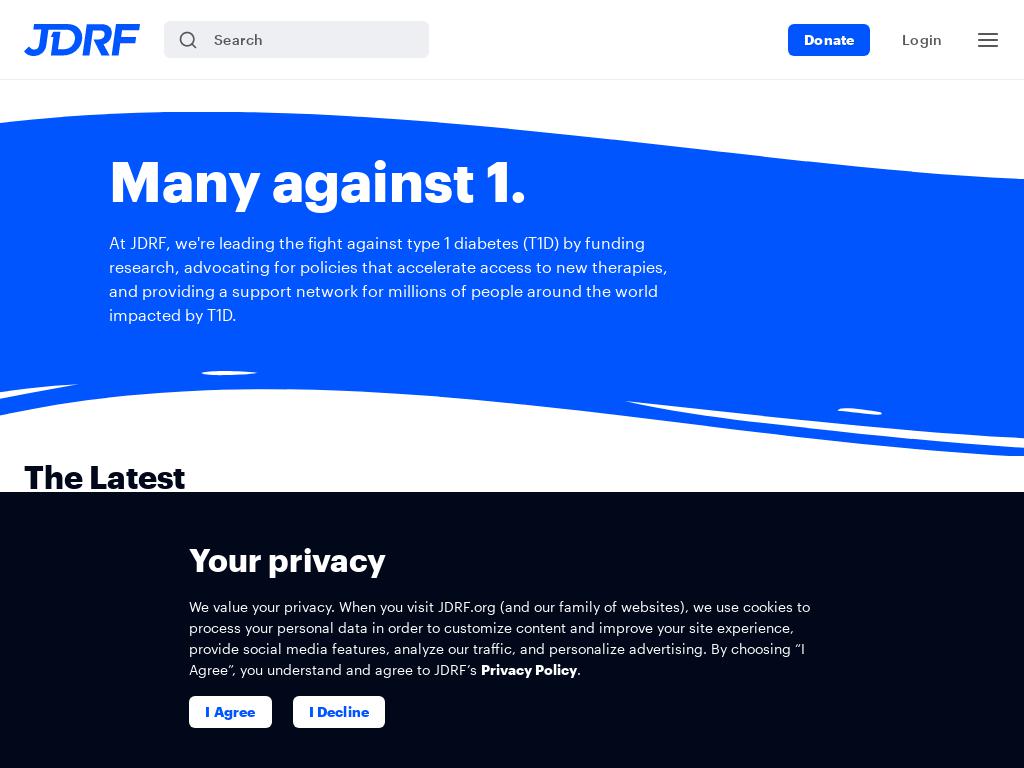 JDRF
Search
Donate
Login
Many against 1.
At JDRF, we're leading the fight against type 1 diabetes (T1D) by funding
research, advocating for policies that accelerate access to new therapies,
and providing a support network for millions of people around the world
impacted by T1D.
The Latest
Your privacy
We value your privacy. When you visit JDRF.org (and our family of websites), we use cookies to
process your personal data in order to customize content and improve your site experience,
provide social media features, analyze our traffic, and personalize advertising. By choosing “I
Agree”, you understand and agree to JDRF’s Privacy Policy.
I Agree
I Decline